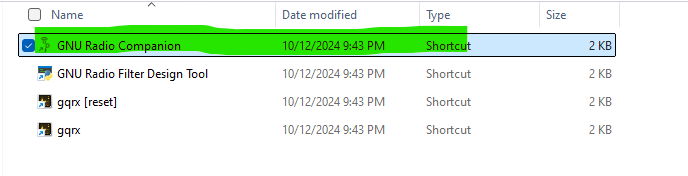 Name Date modified Type Size
GNU Radio Companion 10/12/2024 9:43 PM Shortcut 2 KB
GNU Radio Filter Design Tool 10/12/2024 9:43 PM Shortcut 2 KB
gqrx [reset] 10/12/2024 9:43 PM Shortcut 2 KB
gqrx 10/12/2024 9:43 PM Shortcut 2 KB